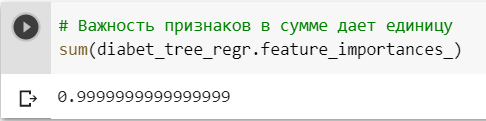 # Важность признаков в сумме дает единицу
sum(diabet_tree_regr.feature_importances_)
0.9999999999999999